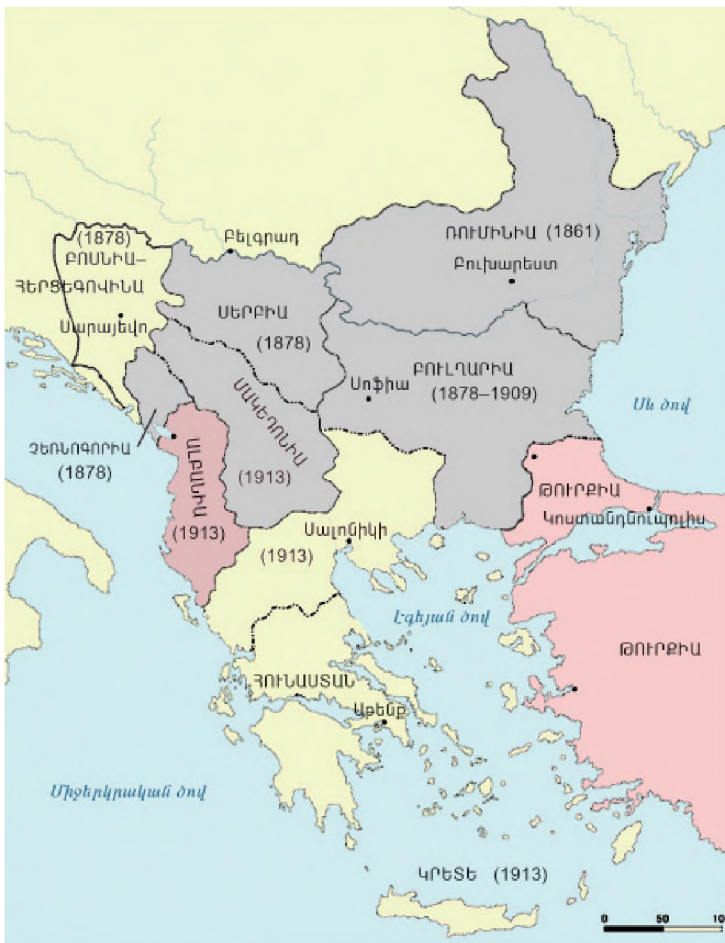 (1878)
ԲՈՍՆԻԱ–
ՀԵՐՑԵԳՈՎԻՆԱ
Սարայեվո
Բելգրադ
ՌՈՒՄԻՆԻԱ (1861)
Բուխարեստ
ՍԵՐԲԻԱ
(1878)
ԲՈՒԼՂԱՐԻԱ
(1878–1909)
Սոֆիա
Սև ծով
ՄԱԿԵԴՈՆԻԱ
(1913)
ՉԵՌՆՈԳՈՐԻԱ
(1878)
ԱԼԲԱՆԻԱ
(1913)
ԹՈՒՐՔԻԱ
Կոստանդնուպոլիս
Սալոնիկի
(1913)
Էգեյան ծով
ԹՈՒՐՔԻԱ
ՀՈՒՆԱՍՏԱՆ
Աթենք
Միջերկրական ծով
ԿՐԵՏԵ (1913)
0 50 10